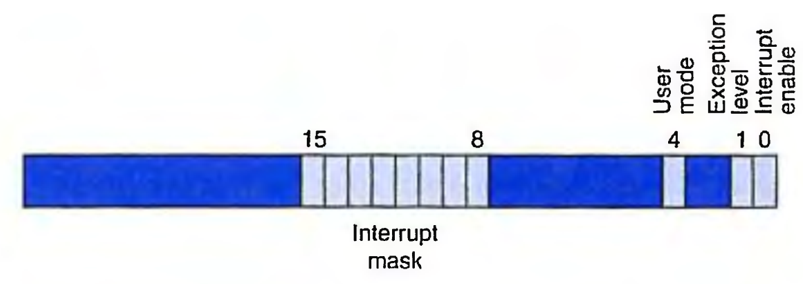 User
mode
Exception
level
Interrupt
enable
15 8 4 1 0
Interrupt
mask